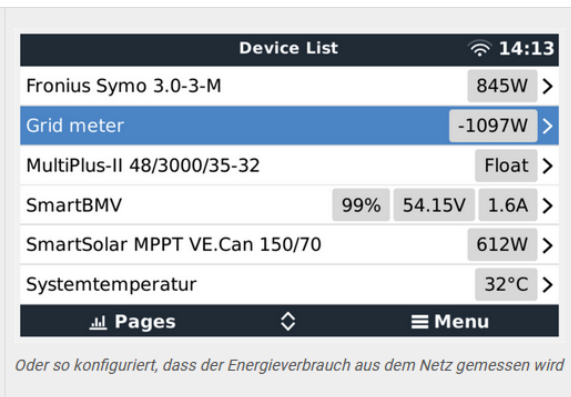 Device List 14:13
Fronius Symo 3.0-3-M 845W
Grid meter -1097W
MultiPlus-II 48/3000/35-32 Float
SmartBMV 99% 54.15V 1.6A
SmartSolar MPPT VE.Can 150/70 612W
Systemtemperatur 32°C
Pages Menu
Oder so konfiguriert, dass der Energieverbrauch aus dem Netz gemessen wird